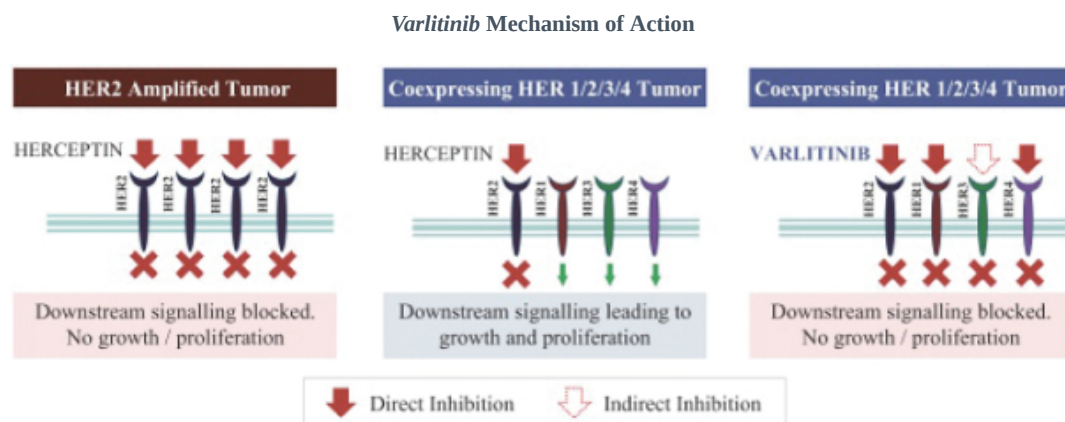 Varlitinib Mechanism of Action
HER2 Amplified Tumor
HERCEPTIN
HER2
HER2
HER2
HER2
Downstream signalling blocked.
No growth / proliferation
Coexpressing HER 1/2/3/4 Tumor
HERCEPTIN
HER2
HER1
HER3
HER4
Downstream signalling leading to
growth and proliferation
Coexpressing HER 1/2/3/4 Tumor
VARLITINIB
HER2
HER1
HER3
HER4
Downstream signalling blocked.
No growth / proliferation
Direct Inhibition
Indirect Inhibition